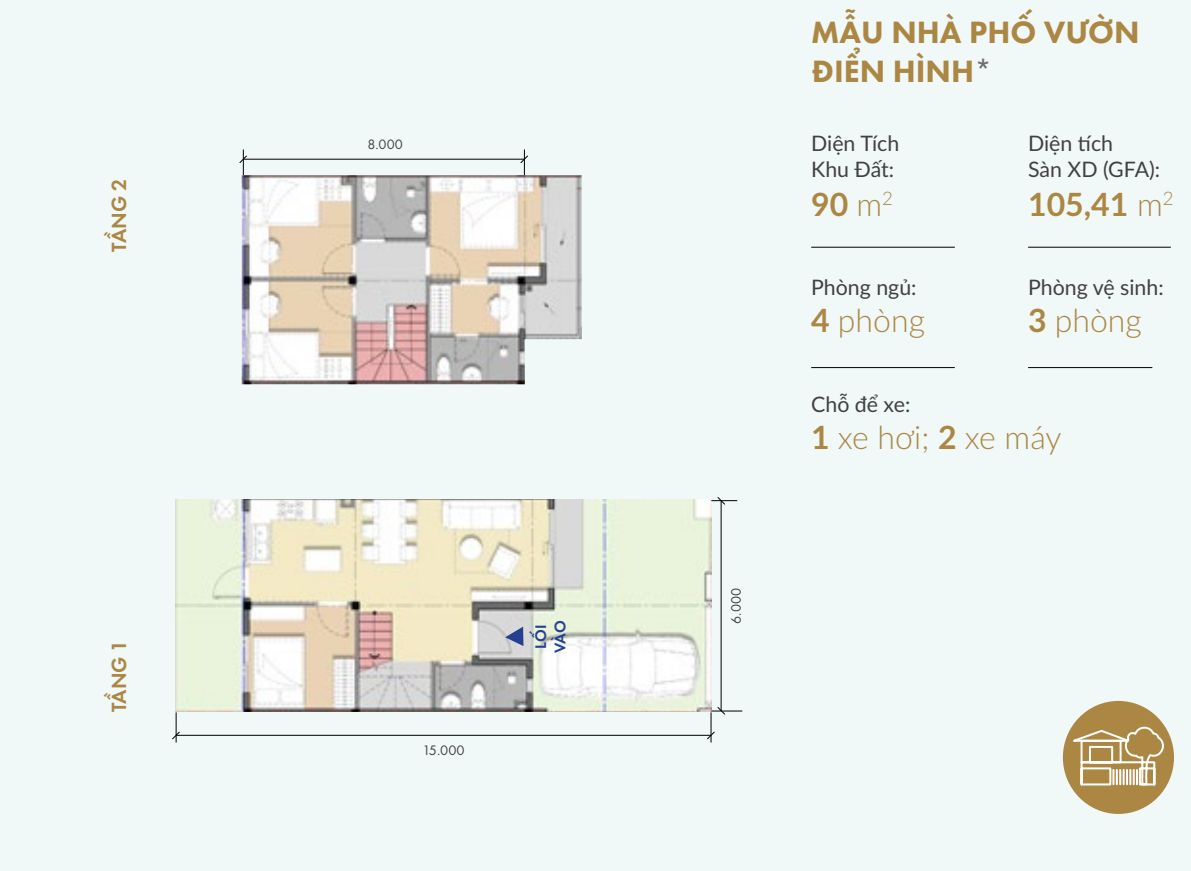 MẪU NHÀ PHỐ VƯỜN
ĐIỂN HÌNH*
Diện Tích
Khu Đất:
90 m²
Diện tích
Sàn XD (GFA):
105,41 m²
Phòng ngủ:
4 phòng
Phòng vệ sinh:
3 phòng
Chỗ để xe:
1 xe hơi; 2 xe máy
TẦNG 2
8.000
TẦNG 1
LỐI
VÀO
6.000
15.000